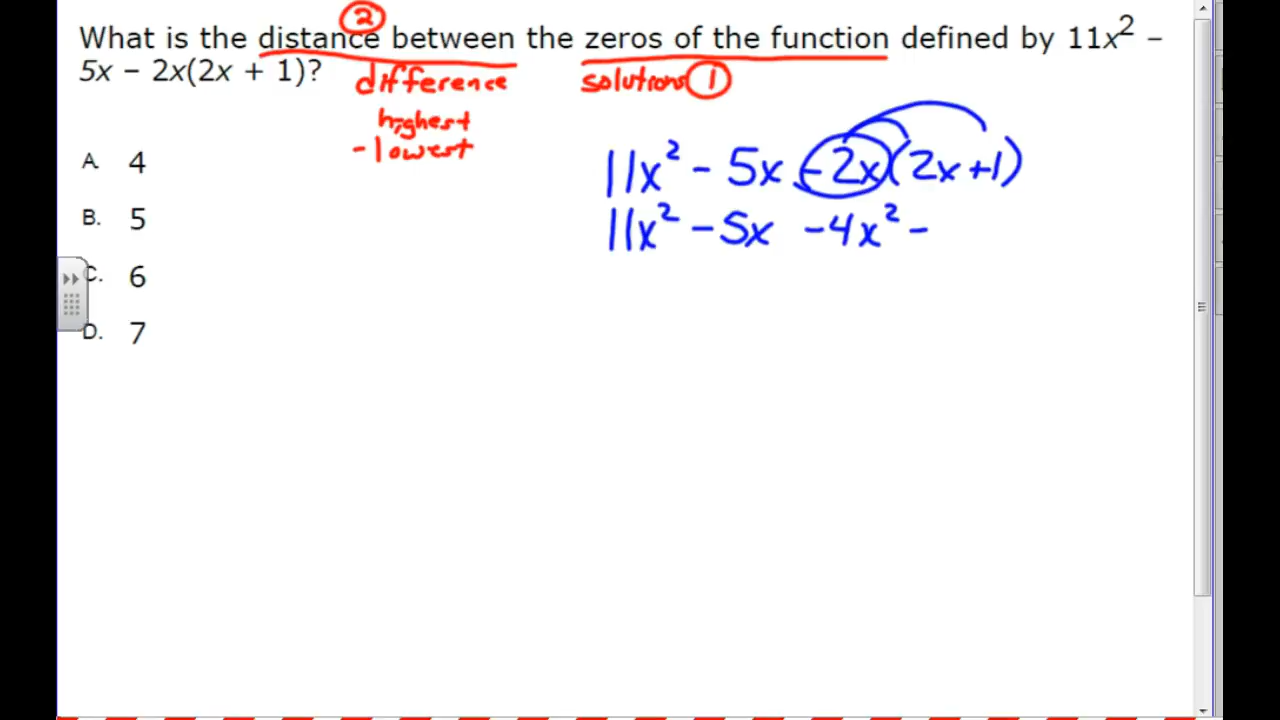 ②
What is the distance between the zeros of the function defined by 11x² –
5x – 2x(2x + 1)?
difference
solutions ①
highest
- lowest
A. 4
B. 5
C. 6
D. 7
11x² - 5x - 2x(2x + 1)
11x² - 5x - 4x² -